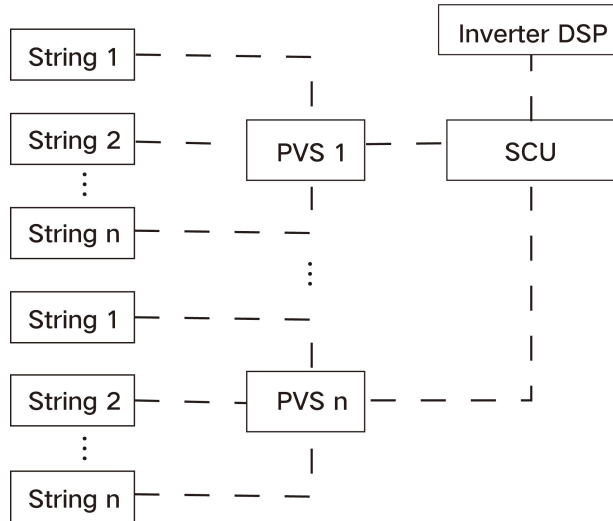 Inverter DSP
String 1
String 2
PVS 1
SCU
String n
String 1
String 2
PVS n
String n